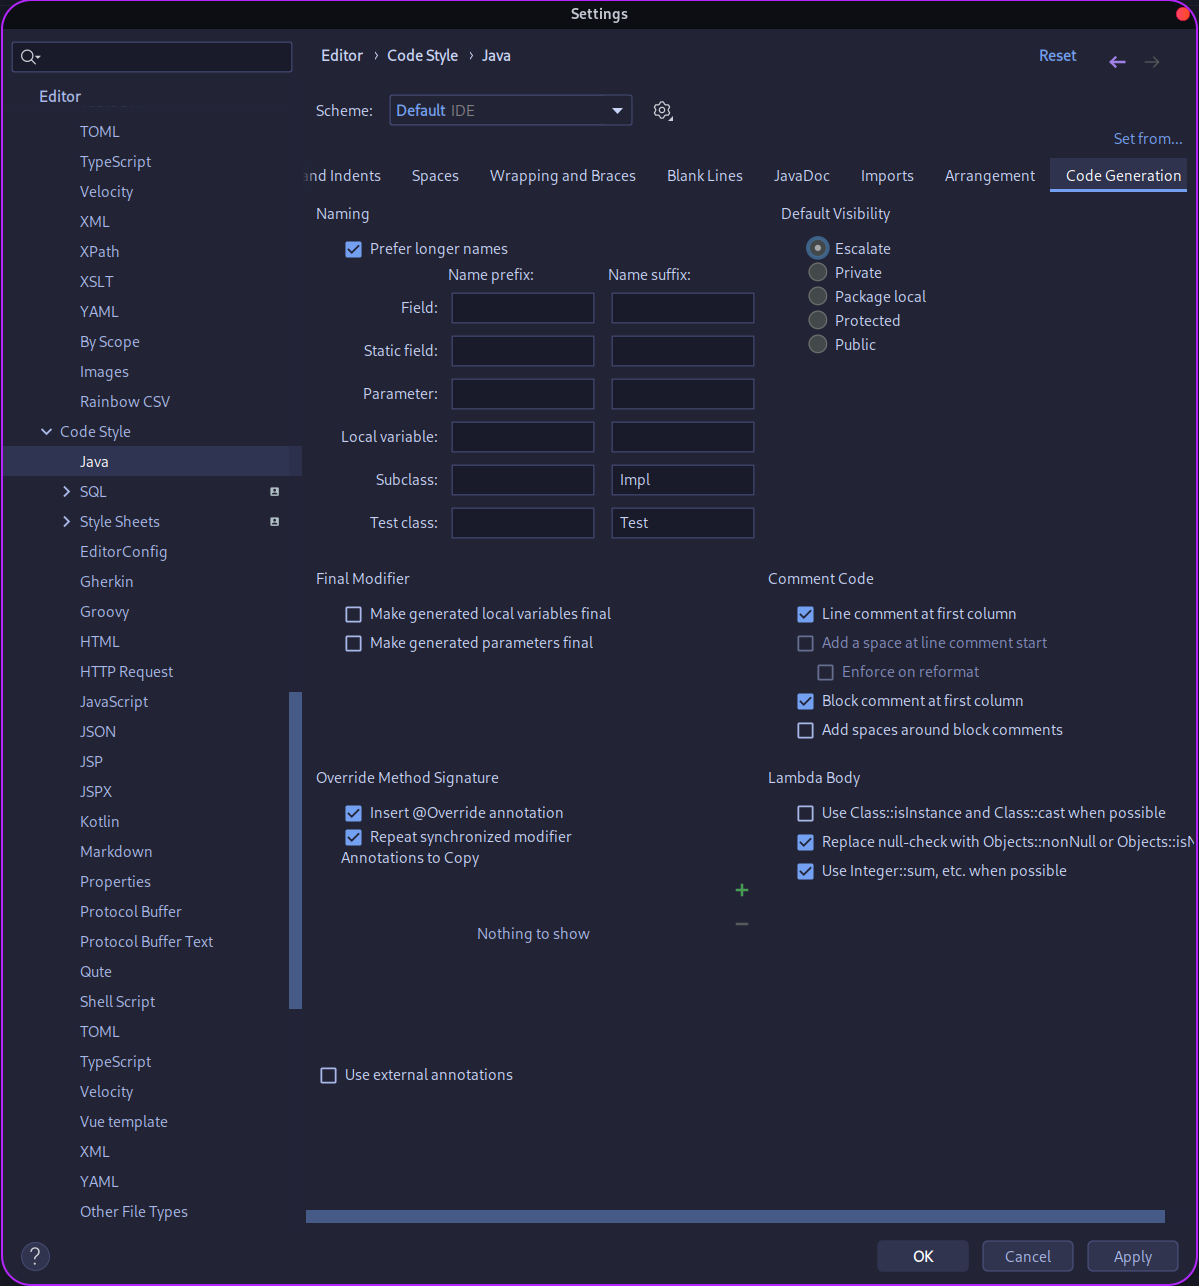 Settings
Editor › Code Style › Java
Reset
Editor
Scheme: Default IDE
Set from...
TOML
TypeScript
Velocity
XML
XPath
XSLT
YAML
By Scope
Images
Rainbow CSV
Code Style
Java
SQL
Style Sheets
EditorConfig
Gherkin
Groovy
HTML
HTTP Request
JavaScript
JSON
JSP
JSPX
Kotlin
Markdown
Properties
Protocol Buffer
Protocol Buffer Text
Qute
Shell Script
TOML
TypeScript
Velocity
Vue template
XML
YAML
Other File Types
and Indents Spaces Wrapping and Braces Blank Lines JavaDoc Imports Arrangement Code Generation
Naming
Prefer longer names
Name prefix: Name suffix:
Field:
Static field:
Parameter:
Local variable:
Subclass: Impl
Test class: Test
Default Visibility
Escalate
Private
Package local
Protected
Public
Final Modifier
Make generated local variables final
Make generated parameters final
Comment Code
Line comment at first column
Add a space at line comment start
Enforce on reformat
Block comment at first column
Add spaces around block comments
Override Method Signature
Insert @Override annotation
Repeat synchronized modifier
Annotations to Copy
Nothing to show
Lambda Body
Use Class::isInstance and Class::cast when possible
Replace null-check with Objects::nonNull or Objects::isN
Use Integer::sum, etc. when possible
Use external annotations
?
OK Cancel Apply